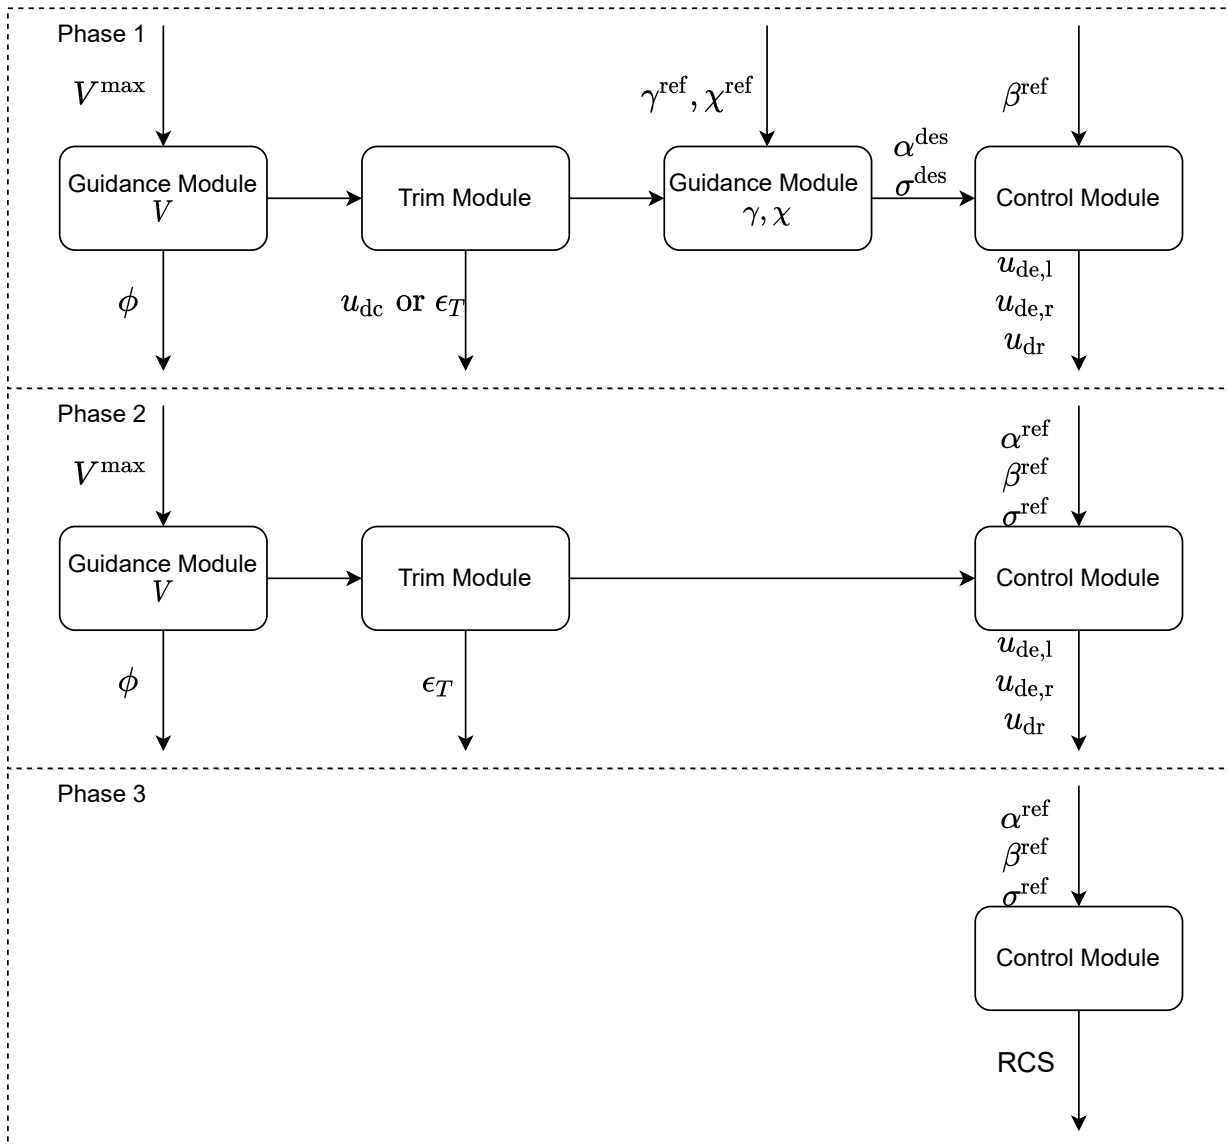 Phase 1
V^max
γ^ref, χ^ref
β^ref
Guidance Module
V
Trim Module
Guidance Module
γ, χ
α^des
σ^des
Control Module
ϕ
u_dc or ϵ_T
u_de,l
u_de,r
u_dr
Phase 2
V^max
α^ref
β^ref
σ^ref
Guidance Module
V
Trim Module
Control Module
ϕ
ϵ_T
u_de,l
u_de,r
u_dr
Phase 3
α^ref
β^ref
σ^ref
Control Module
RCS